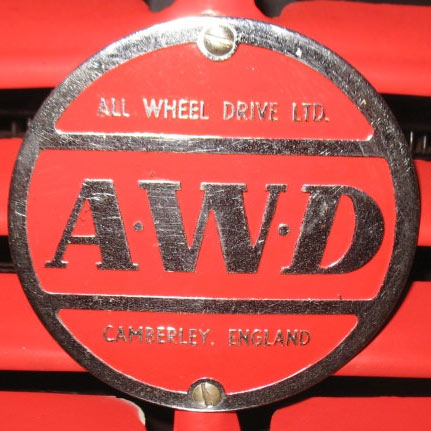 ALL WHEEL DRIVE LTD.
A·W·D
CAMBERLEY, ENGLAND